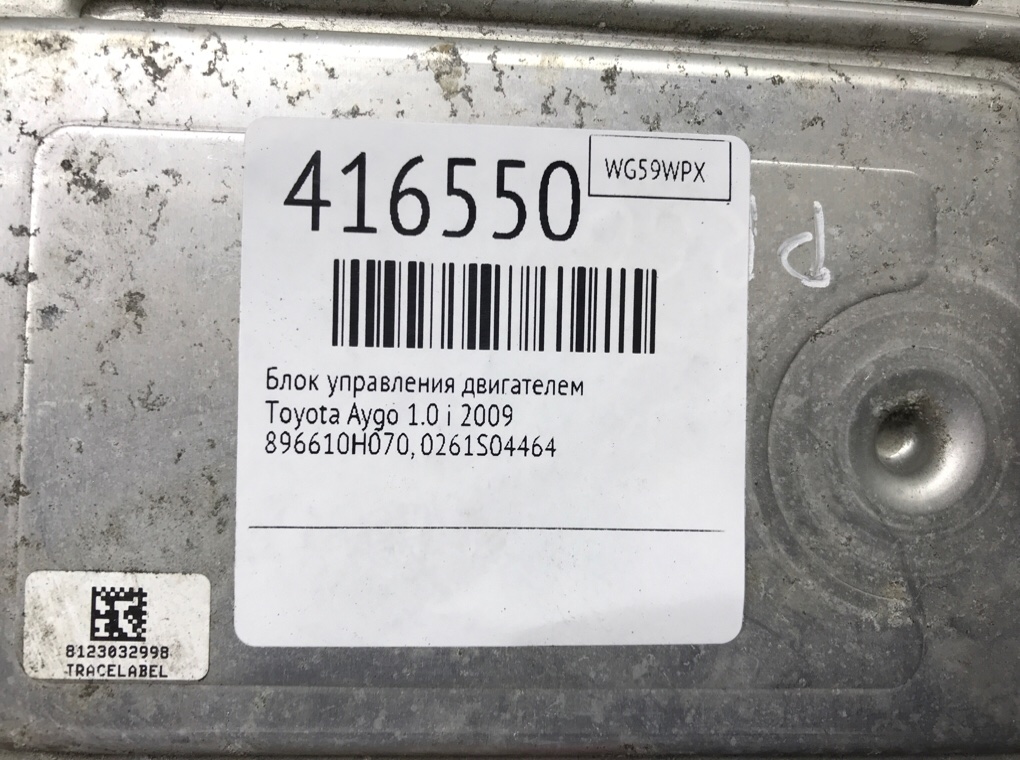 416550
WG59WPX
Блок управления двигателем
Toyota Aygo 1.0 i 2009
896610H070, 0261S04464
8123032998
TRACELABEL